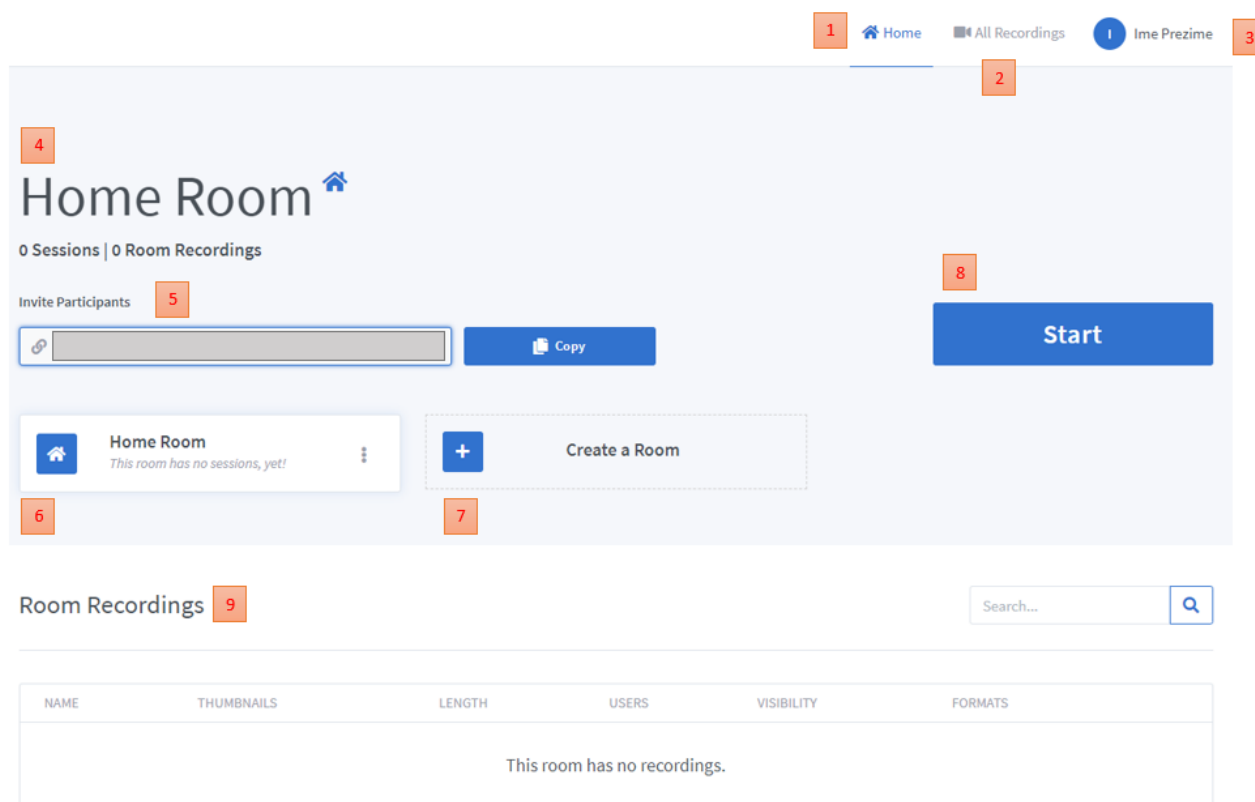 1 Home All Recordings I Ime Prezime 3
2
4
Home Room
0 Sessions | 0 Room Recordings
8
Invite Participants 5
Start
Copy
Home Room
This room has no sessions, yet!
Create a Room
6 7
Room Recordings 9 Search...
NAME THUMBNAILS LENGTH USERS VISIBILITY FORMATS
This room has no recordings.